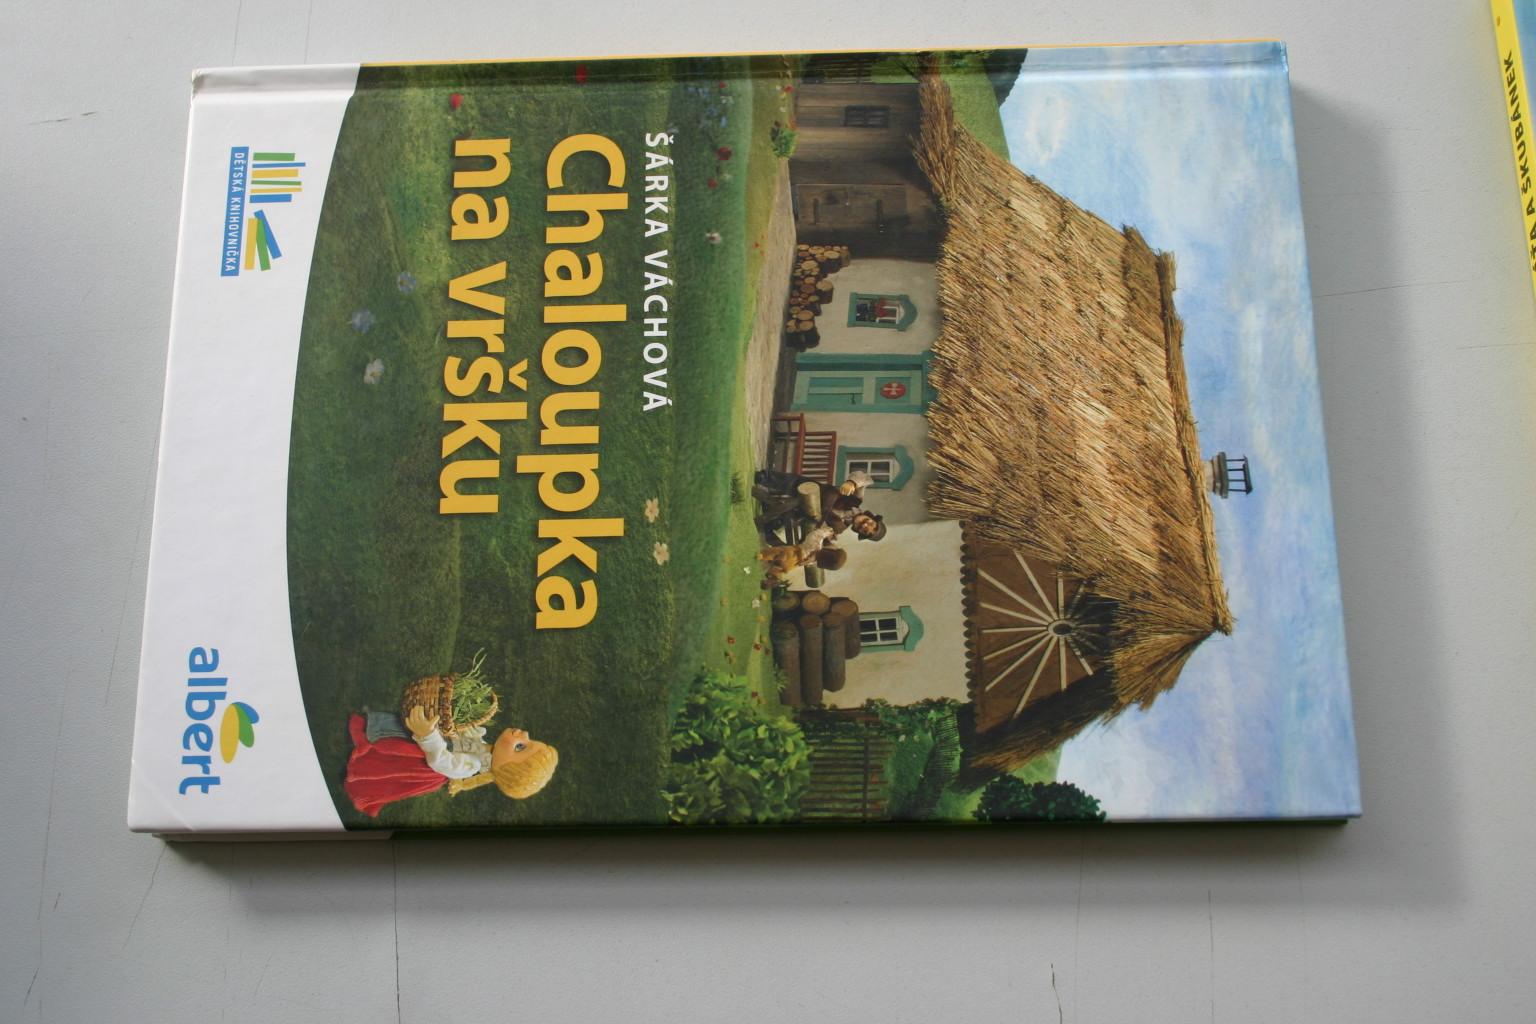 ŠÁRKA VÁCHOVÁ
Chaloupka
na vršku
DĚTSKÁ KNIHOVNIČKA
albert
A ŠKUBÁNEK